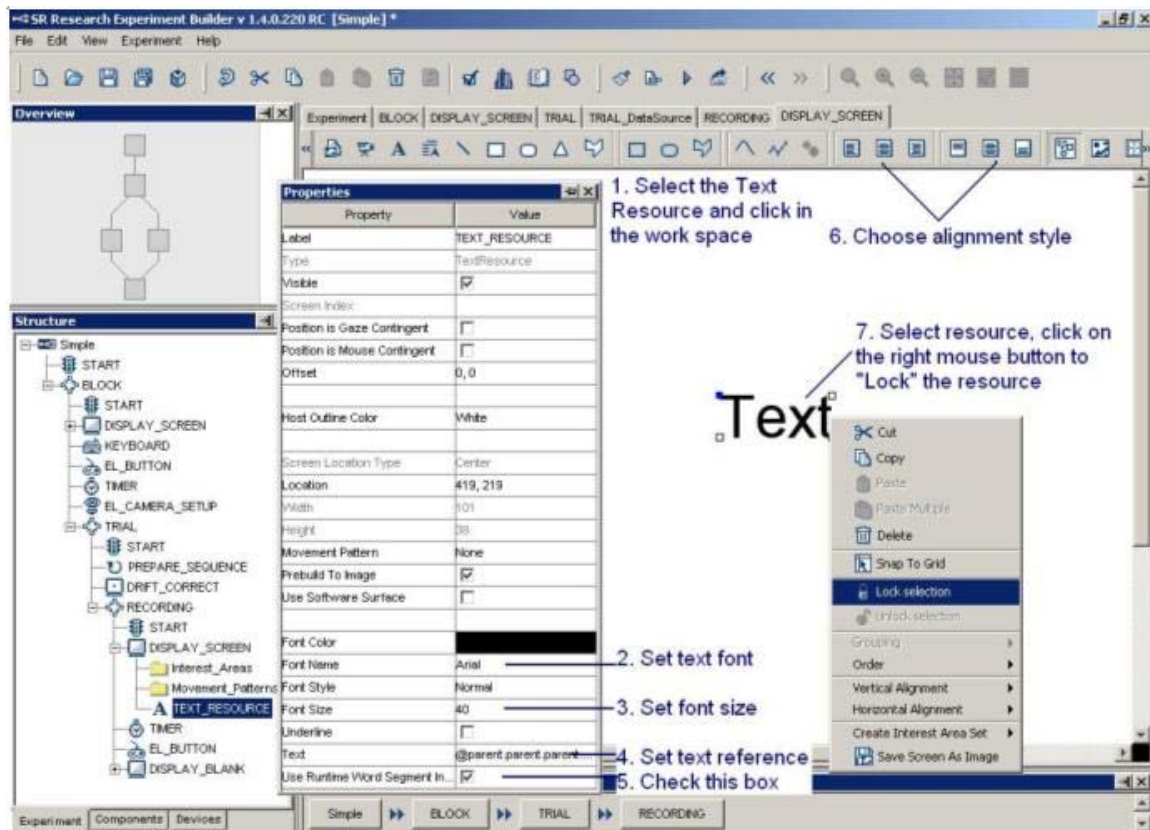 SR Research Experiment Builder v 1.4.0.220 RC [Simple] *
File Edit View Experiment Help
Overview
Experiment BLOCK DISPLAY_SCREEN TRIAL TRIAL_DataSource RECORDING DISPLAY_SCREEN
Properties
Property Value
Label TEXT_RESOURCE
Type TextResource
Visible
Screen Index
Position is Gaze Contingent
Position is Mouse Contingent
Offset 0, 0
Host Outline Color White
Screen Location Type Center
Location 419, 219
Width 101
Height 38
Movement Pattern None
Prebuild To Image
Use Software Surface
Font Color
Font Name Arial
Font Style Normal
Font Size 40
Underline
Text @parent.parent.parent....
Use Runtime Word Segment In...
1. Select the Text
Resource and click in
the work space
6. Choose alignment style
7. Select resource, click on
the right mouse button to
"Lock" the resource
Text
2. Set text font
3. Set font size
4. Set text reference
5. Check this box
Cut
Copy
Paste
Paste Multiple
Delete
Snap To Grid
Lock selection
Unlock selection
Grouping
Order
Vertical Alignment
Horizontal Alignment
Create Interest Area Set
Save Screen As Image
Structure
Simple
START
BLOCK
START
DISPLAY_SCREEN
KEYBOARD
EL_BUTTON
TIMER
EL_CAMERA_SETUP
TRIAL
START
PREPARE_SEQUENCE
DRIFT_CORRECT
RECORDING
START
DISPLAY_SCREEN
Interest_Areas
Movement_Patterns
A TEXT_RESOURCE
TIMER
EL_BUTTON
DISPLAY_BLANK
Experiment Components Devices
Simple BLOCK TRIAL RECORDING